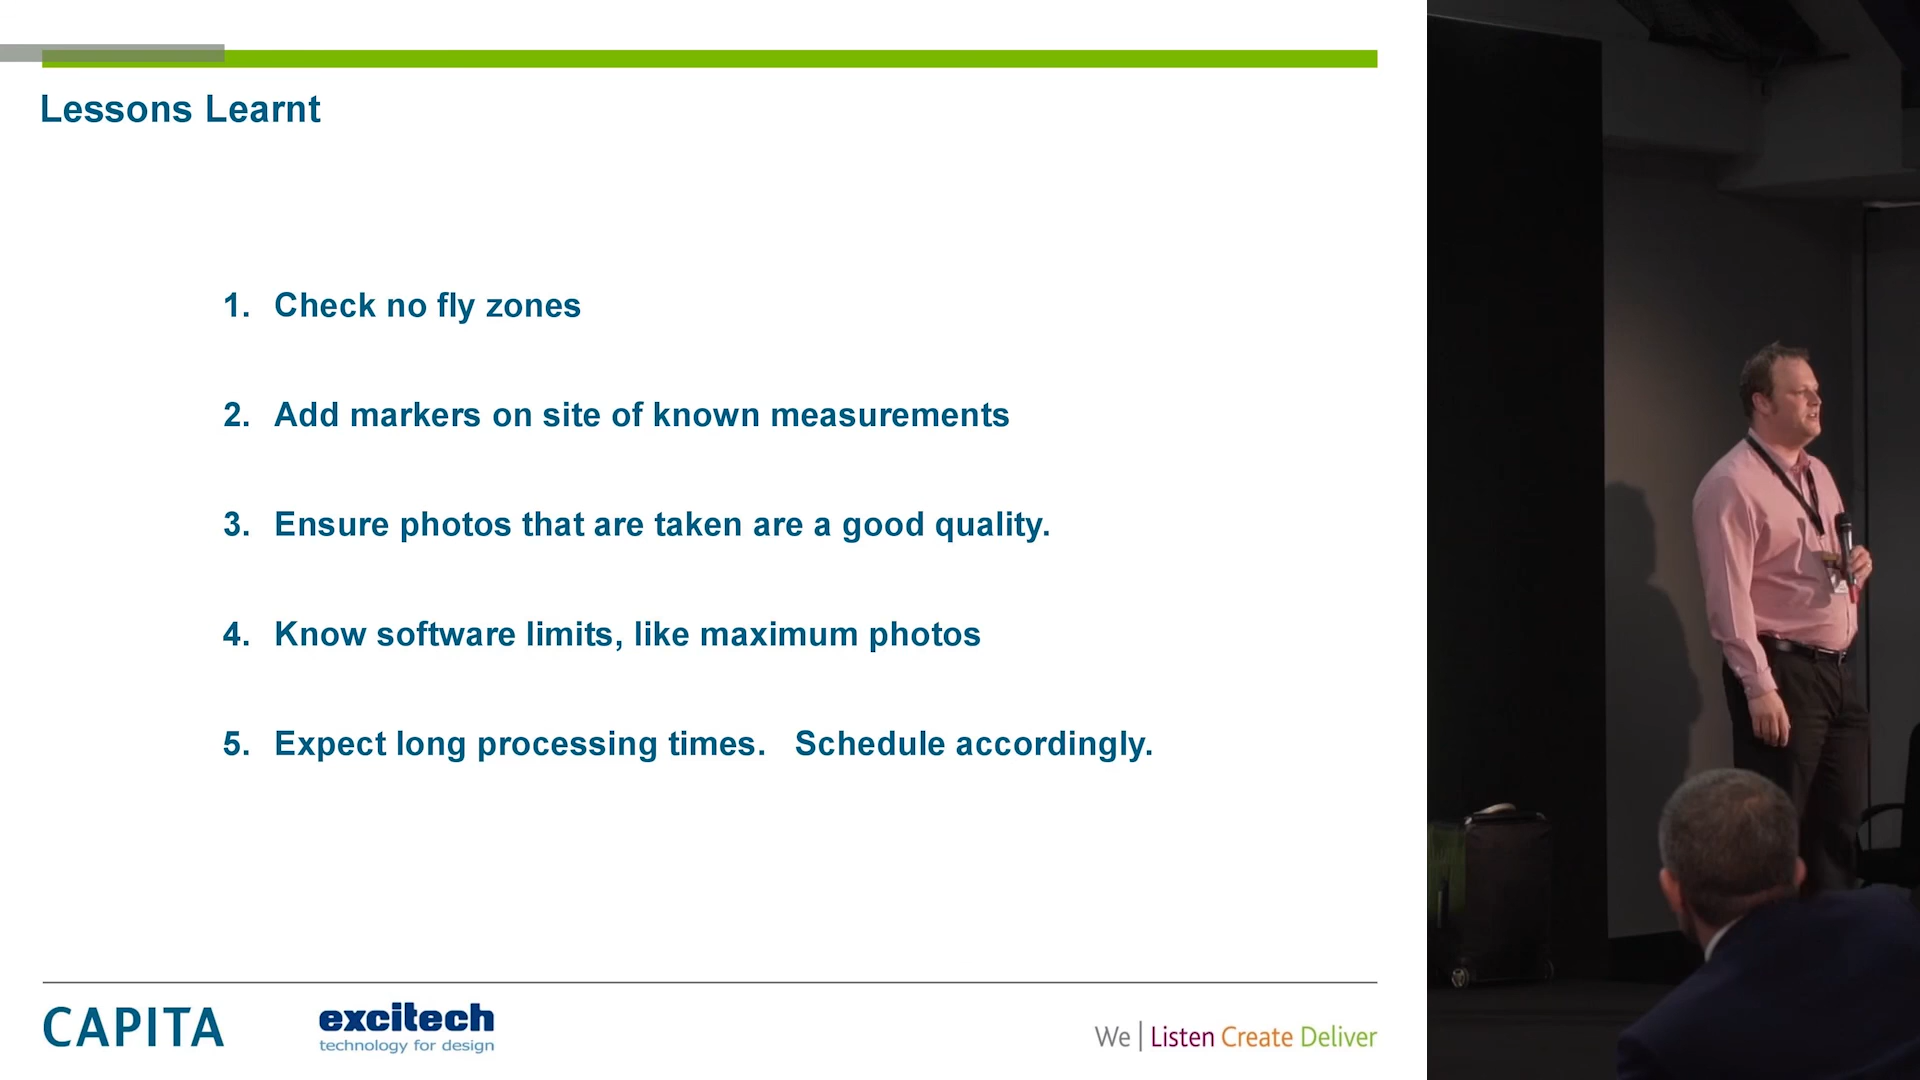 Lessons Learnt
1. Check no fly zones
2. Add markers on site of known measurements
3. Ensure photos that are taken are a good quality.
4. Know software limits, like maximum photos
5. Expect long processing times. Schedule accordingly.
CAPITA
excitech
technology for design
We | Listen Create Deliver